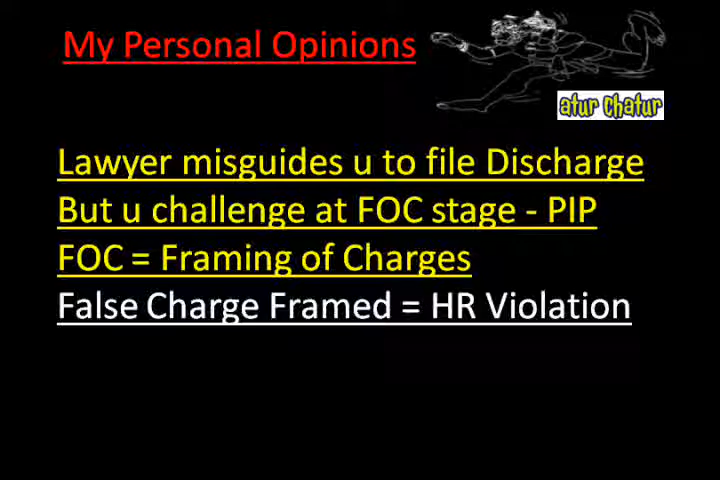 My Personal Opinions
atur chatur
Lawyer misguides u to file Discharge
But u challenge at FOC stage - PIP
FOC = Framing of Charges
False Charge Framed = HR Violation